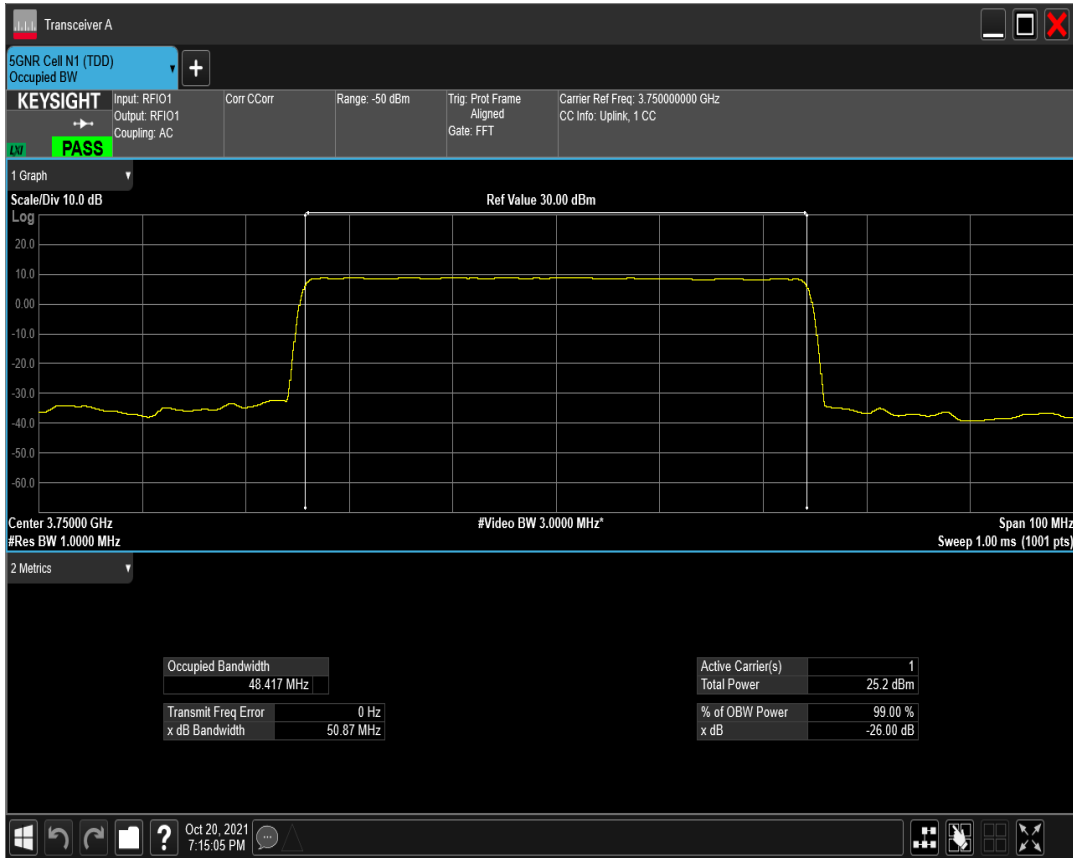 Transceiver A
5GNR Cell N1 (TDD)
Occupied BW
+
KEYSIGHT
LXI
PASS
Input: RFIO1
Output: RFIO1
Coupling: AC
Corr CCorr
Range: -50 dBm
Trig: Prot Frame
Aligned
Gate: FFT
Carrier Ref Freq: 3.750000000 GHz
CC Info: Uplink, 1 CC
1 Graph
Scale/Div 10.0 dB
Ref Value 30.00 dBm
Log
20.0
10.0
0.00
-10.0
-20.0
-30.0
-40.0
-50.0
-60.0
Center 3.75000 GHz
#Video BW 3.0000 MHz*
Span 100 MHz
#Res BW 1.0000 MHz
Sweep 1.00 ms (1001 pts)
2 Metrics
Occupied Bandwidth
48.417 MHz
Transmit Freq Error 0 Hz
x dB Bandwidth 50.87 MHz
Active Carrier(s) 1
Total Power 25.2 dBm
% of OBW Power 99.00 %
x dB -26.00 dB
?
Oct 20, 2021
7:15:05 PM